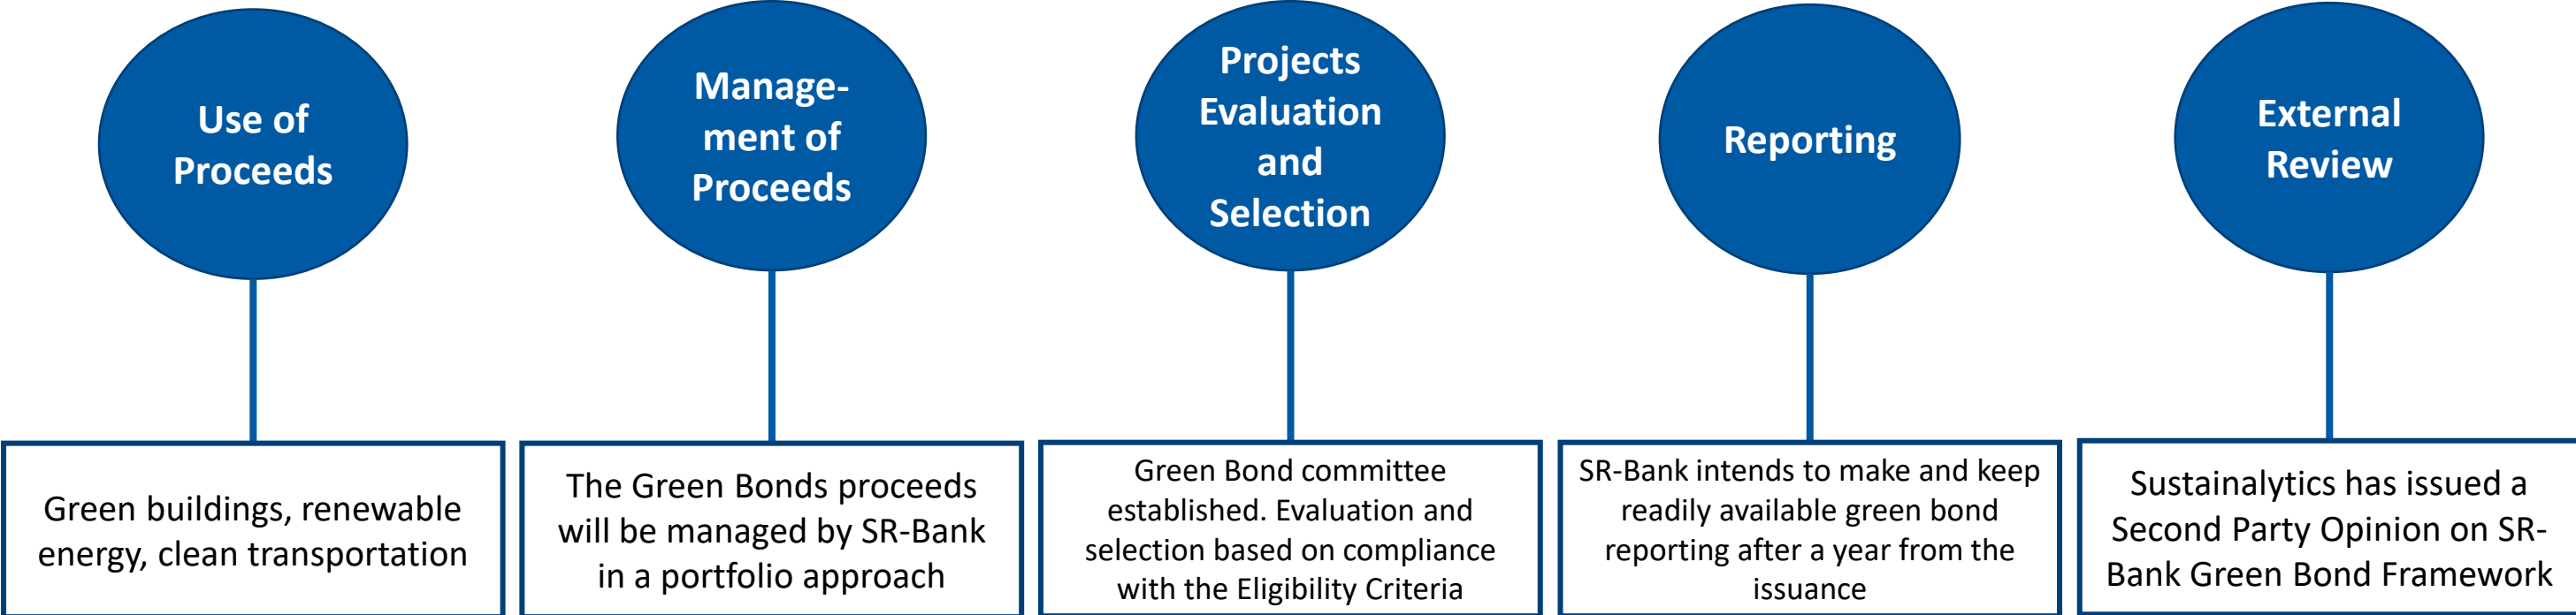 Use of
Proceeds
Manage-
ment of
Proceeds
Projects
Evaluation
and
Selection
Reporting
External
Review
Green buildings, renewable
energy, clean transportation
The Green Bonds proceeds
will be managed by SR-Bank
in a portfolio approach
Green Bond committee
established. Evaluation and
selection based on compliance
with the Eligibility Criteria
SR-Bank intends to make and keep
readily available green bond
reporting after a year from the
issuance
Sustainalytics has issued a
Second Party Opinion on SR-
Bank Green Bond Framework